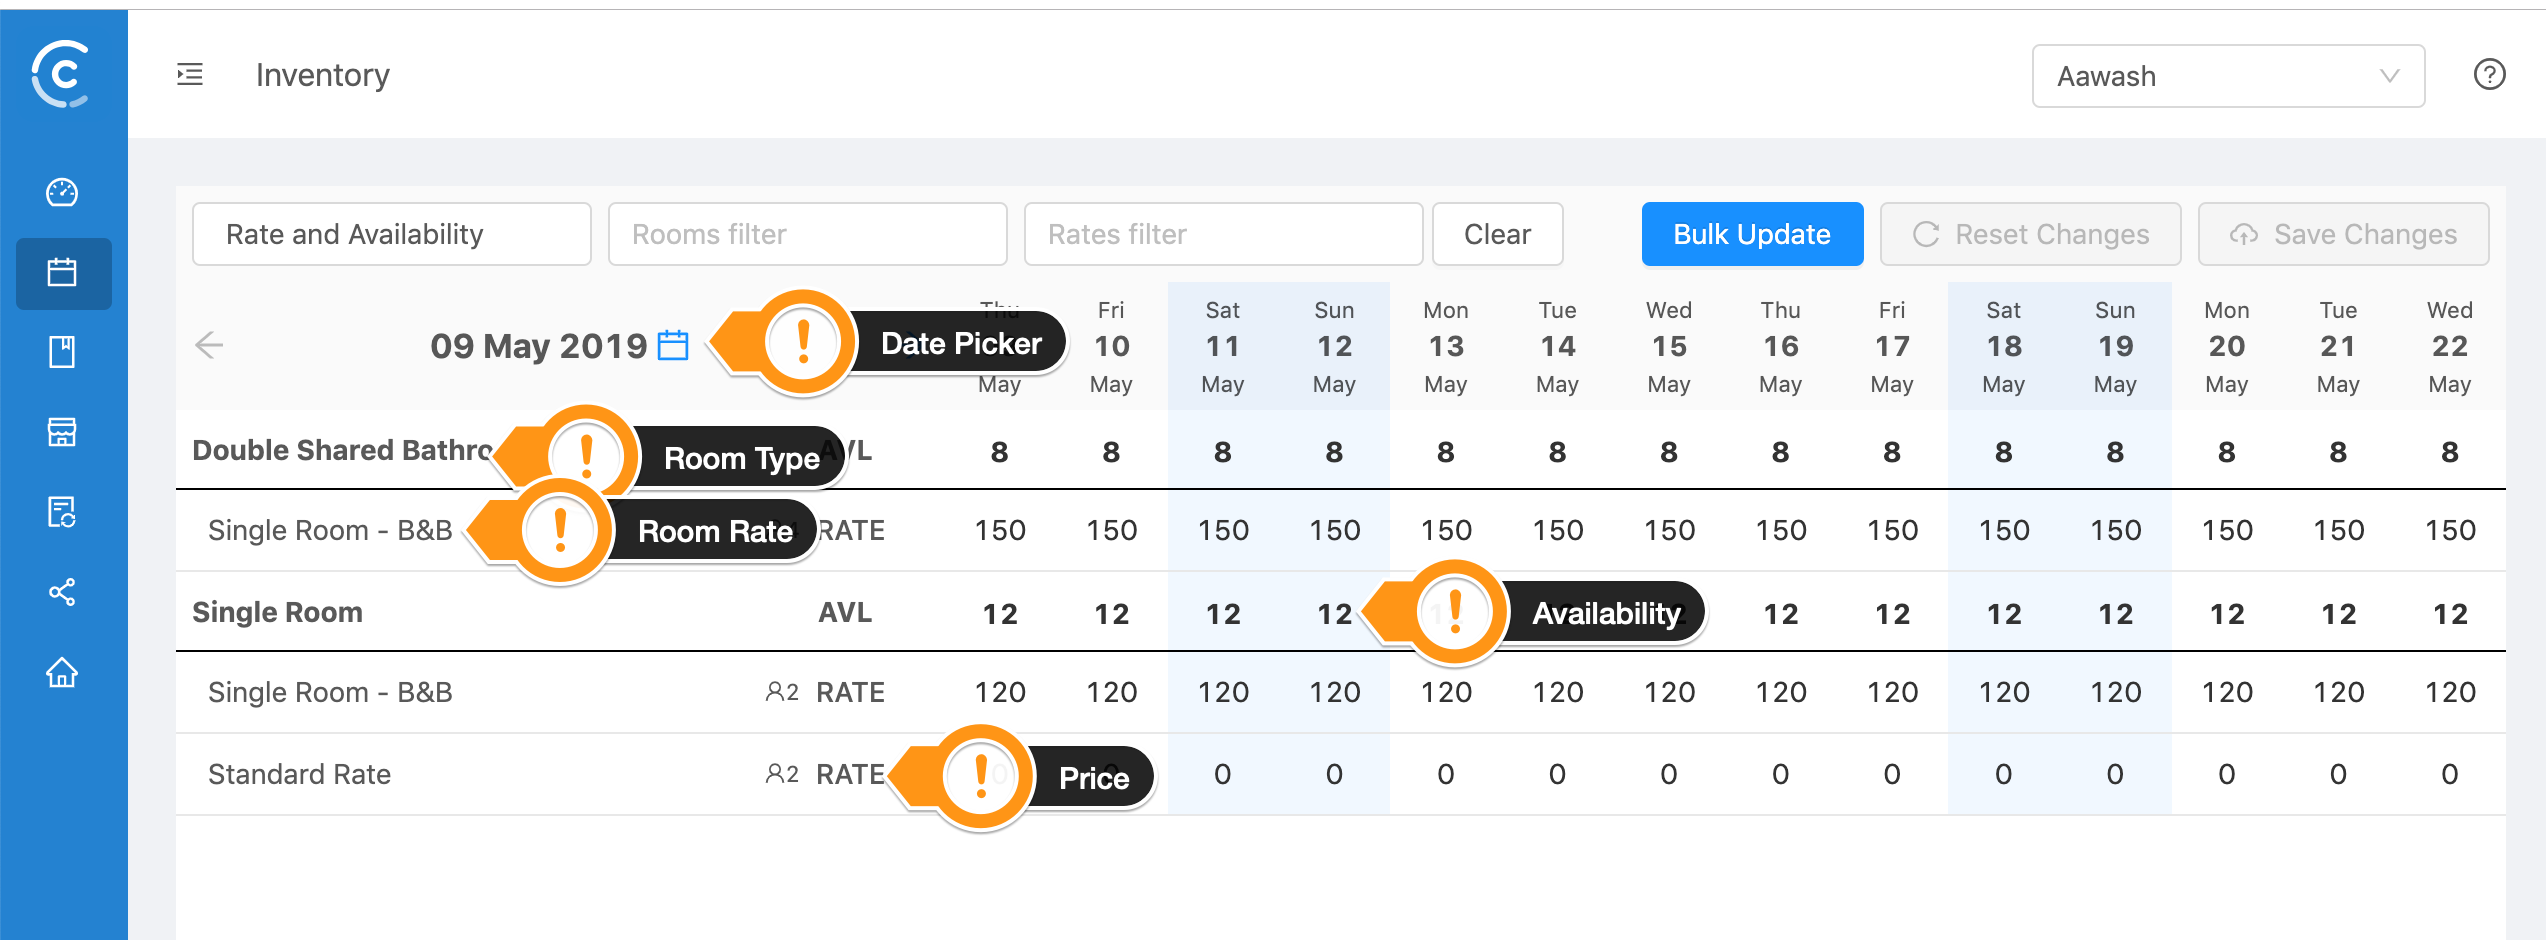 Inventory
Aawash
Rate and Availability Rooms filter Rates filter Clear Bulk Update Reset Changes Save Changes
Thu Fri Sat Sun Mon Tue Wed Thu Fri Sat Sun Mon Tue Wed
09 May 2019 Date Picker 10 11 12 13 14 15 16 17 18 19 20 21 22
May May May May May May May May May May May May May May
Double Shared Bathro Room Type AVL 8 8 8 8 8 8 8 8 8 8 8 8 8 8
Single Room - B&B Room Rate RATE 150 150 150 150 150 150 150 150 150 150 150 150 150 150
Single Room AVL 12 12 12 12 Availability 12 12 12 12 12 12 12
Single Room - B&B 2 RATE 120 120 120 120 120 120 120 120 120 120 120 120 120 120
Standard Rate 2 RATE Price 0 0 0 0 0 0 0 0 0 0 0 0